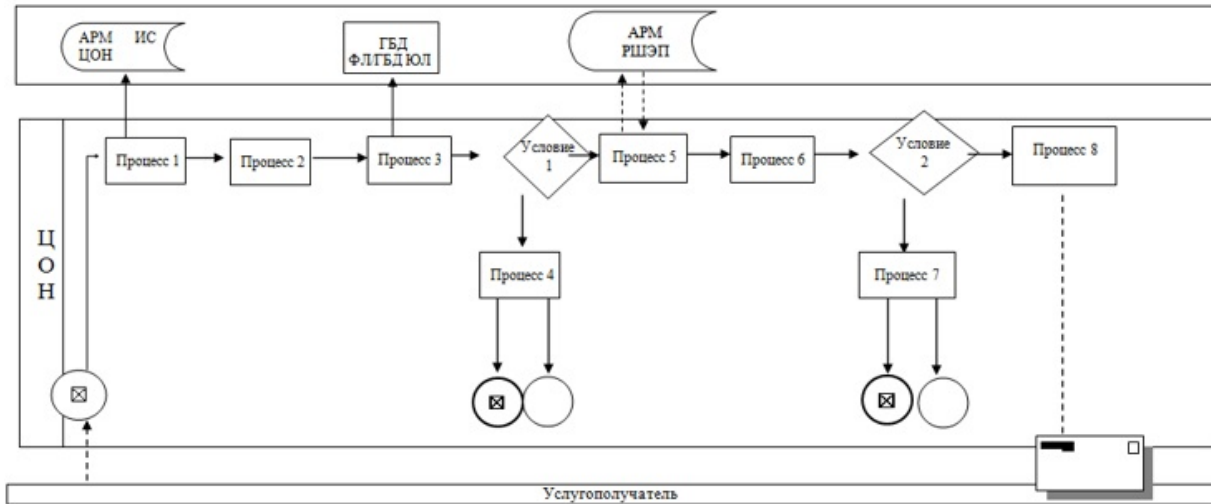 АРМ ИС
ЦОН
ГБД
ФЛ/ГБД ЮЛ
АРМ
РШЭП
ЦОН
Процесс 1
Процесс 2
Процесс 3
Условие
1
Процесс 5
Процесс 6
Условие
2
Процесс 8
Процесс 4
Процесс 7
Услугополучатель